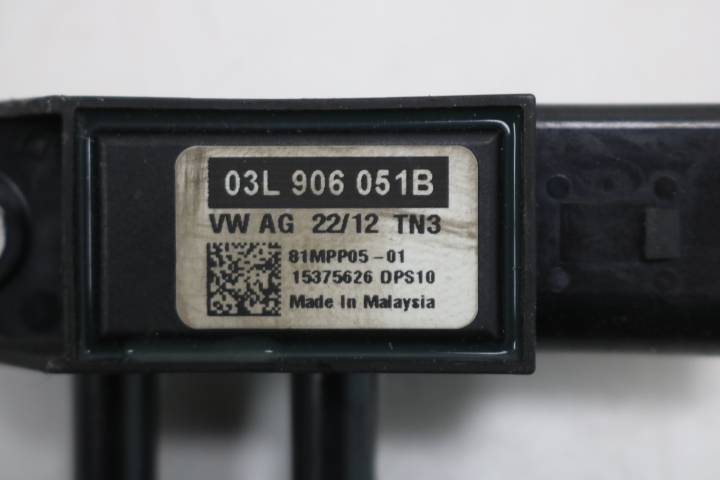 03L 906 051B
VW AG 22/12 TN3
81MPP05-01
15375626 DPS10
Made In Malaysia